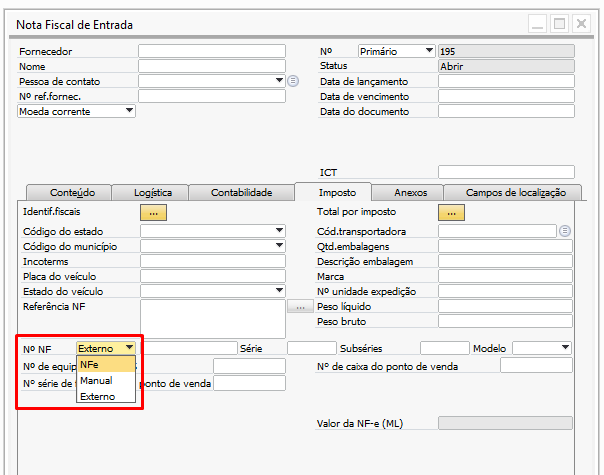 Nota Fiscal de Entrada
Fornecedor
Nome
Pessoa de contato
Nº ref.fornec.
Moeda corrente
Nº Primário 195
Status Abrir
Data de lançamento
Data de vencimento
Data do documento
ICT
Conteúdo Logística Contabilidade Imposto Anexos Campos de localização
Identif.fiscais ...
Código do estado
Código do município
Incoterms
Placa do veículo
Estado do veículo
Referência NF ...
Total por imposto ...
Cód.transportadora
Qtd.embalagens
Descrição embalagem
Marca
Nº unidade expedição
Peso líquido
Peso bruto
Nº NF Externo Série Subséries Modelo
NFe
Manual
Externo
Nº de equip
Nº série de ponto de venda
Nº de caixa do ponto de venda
Valor da NF-e (ML)